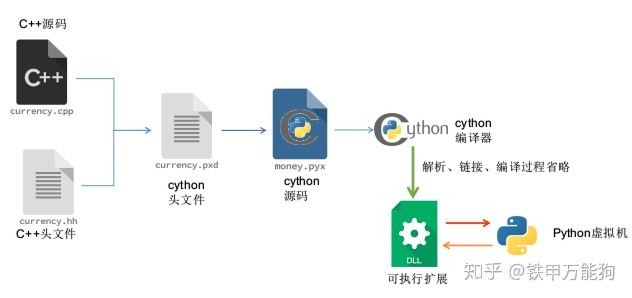 C++源码
C++
currency.cpp
currency.hh
C++头文件
currency.pxd
cython
头文件
money.pyx
cython
源码
Cython
cython
编译器
解析、链接、编译过程省略
DLL
可执行扩展
Python虚拟机
知乎 @铁甲万能狗